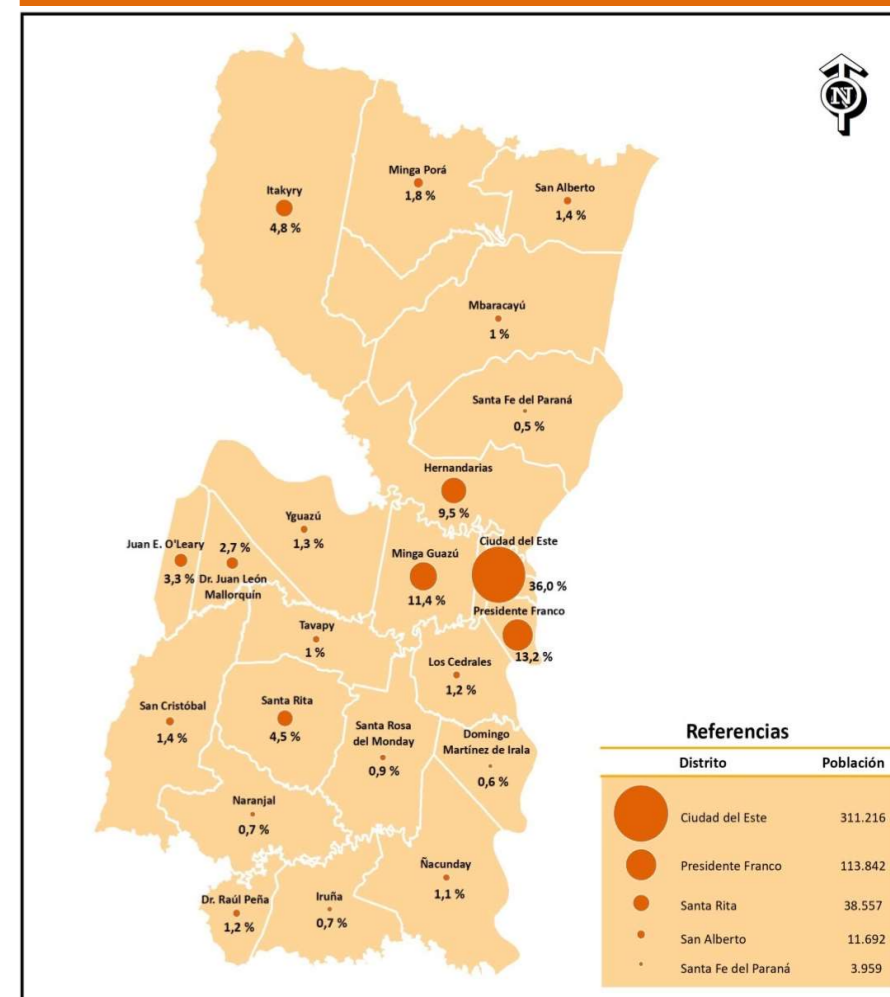 N
Minga Porá
1,8 %
Itakyry
4,8 %
San Alberto
1,4 %
Mbaracayú
1 %
Santa Fe del Paraná
0,5 %
Hernandarias
9,5 %
Yguazú
1,3 %
Juan E. O'Leary
3,3 %
2,7 %
Dr. Juan León
Mallorquín
Minga Guazú
11,4 %
Ciudad del Este
36,0 %
Presidente Franco
13,2 %
Tavapy
1 %
Los Cedrales
1,2 %
San Cristóbal
1,4 %
Santa Rita
4,5 %
Santa Rosa
del Monday
0,9 %
Domingo
Martínez de Irala
0,6 %
Naranjal
0,7 %
Ñacunday
1,1 %
Dr. Raúl Peña
1,2 %
Iruña
0,7 %
Referencias
Distrito Población
Ciudad del Este 311.216
Presidente Franco 113.842
Santa Rita 38.557
San Alberto 11.692
Santa Fe del Paraná 3.959